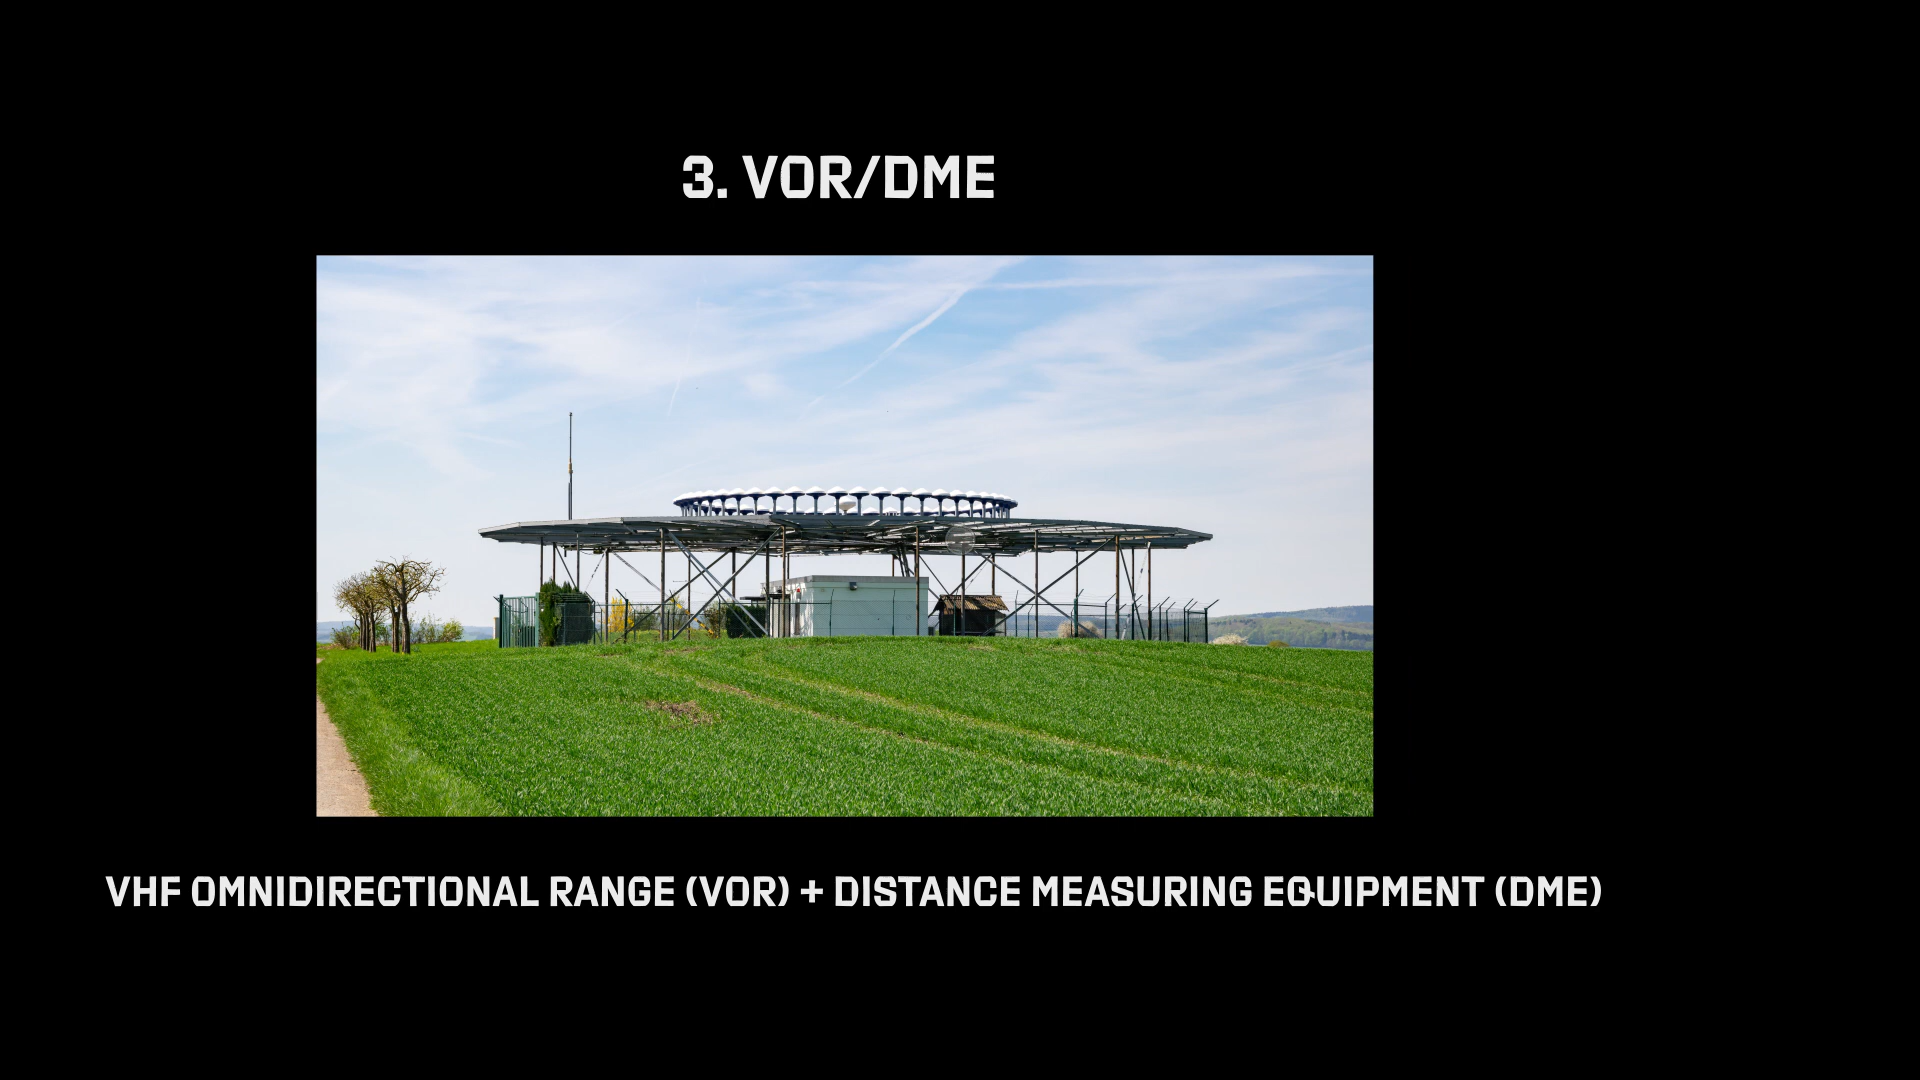 3. VOR/DME
VHF OMNIDIRECTIONAL RANGE (VOR) + DISTANCE MEASURING EQUIPMENT (DME)